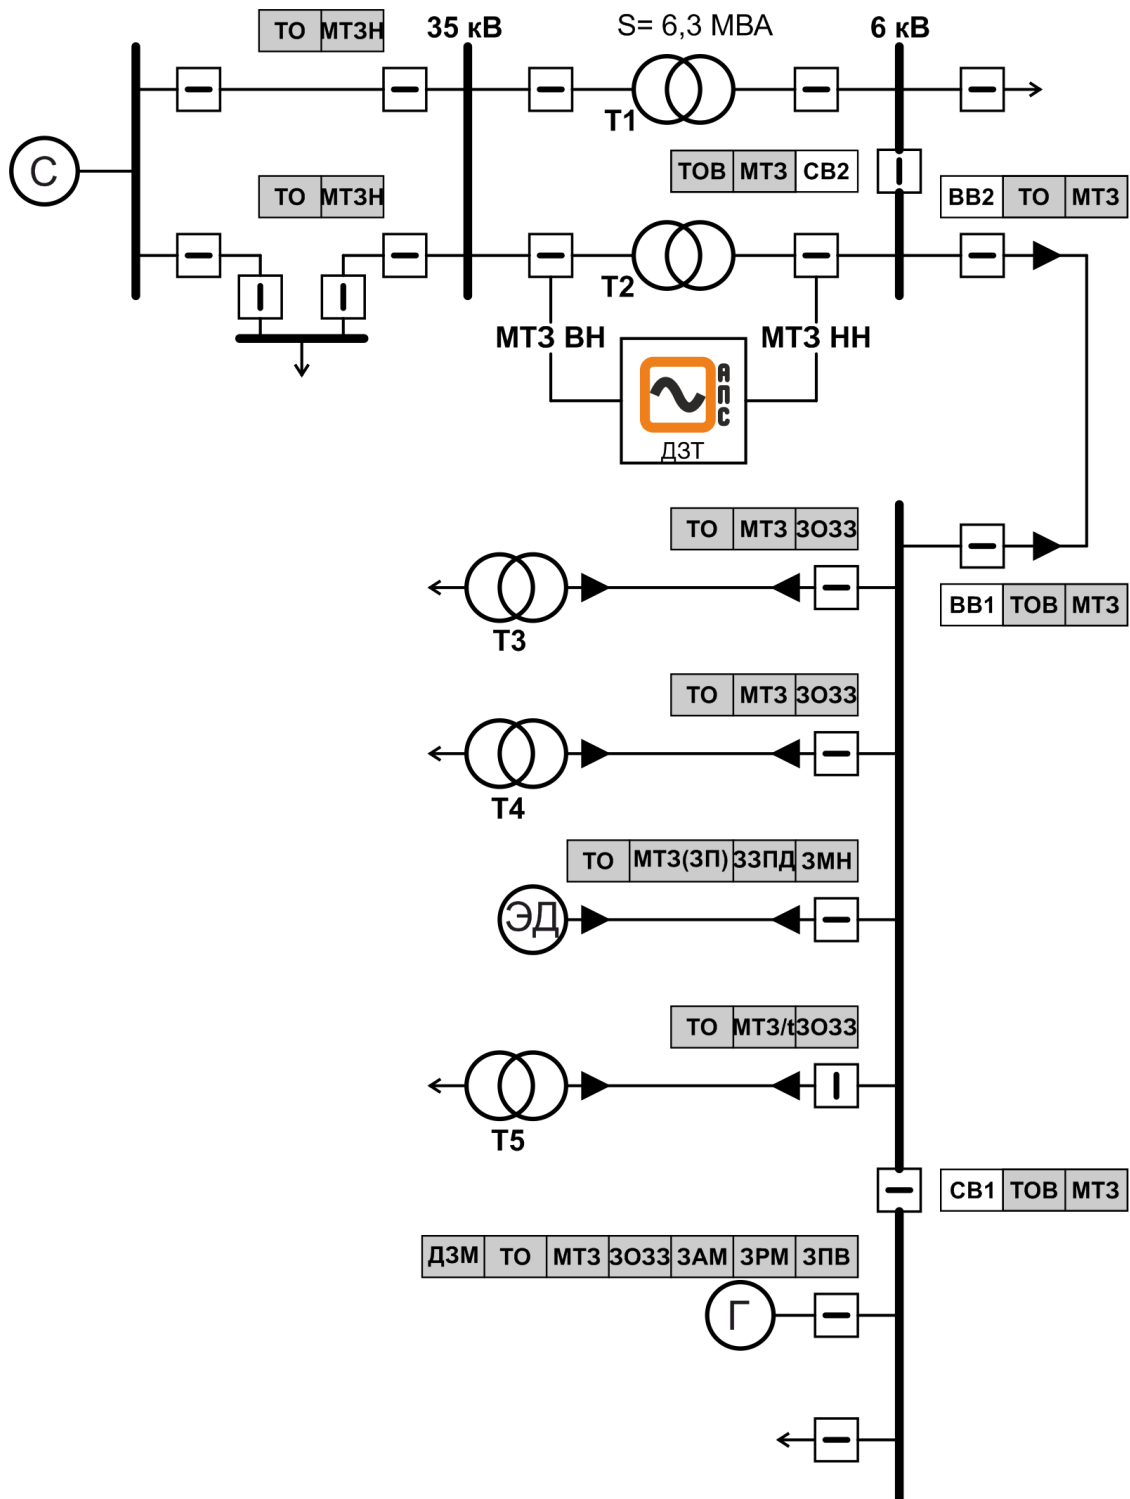 ТО МТЗН
35 кВ
S= 6,3 МВА
6 кВ
Т1
С
ТОВ МТЗ СВ2
ТО МТЗН
ВВ2 ТО МТЗ
Т2
МТЗ ВН
МТЗ НН
АПС
ДЗТ
ТО МТЗ ЗОЗЗ
Т3
ВВ1 ТОВ МТЗ
ТО МТЗ ЗОЗЗ
Т4
ТО МТЗ(ЗП) ЗЗПД ЗМН
ЭД
ТО МТЗ/t ЗОЗЗ
Т5
СВ1 ТОВ МТЗ
ДЗМ ТО МТЗ ЗОЗЗ ЗАМ ЗРМ ЗПВ
Г